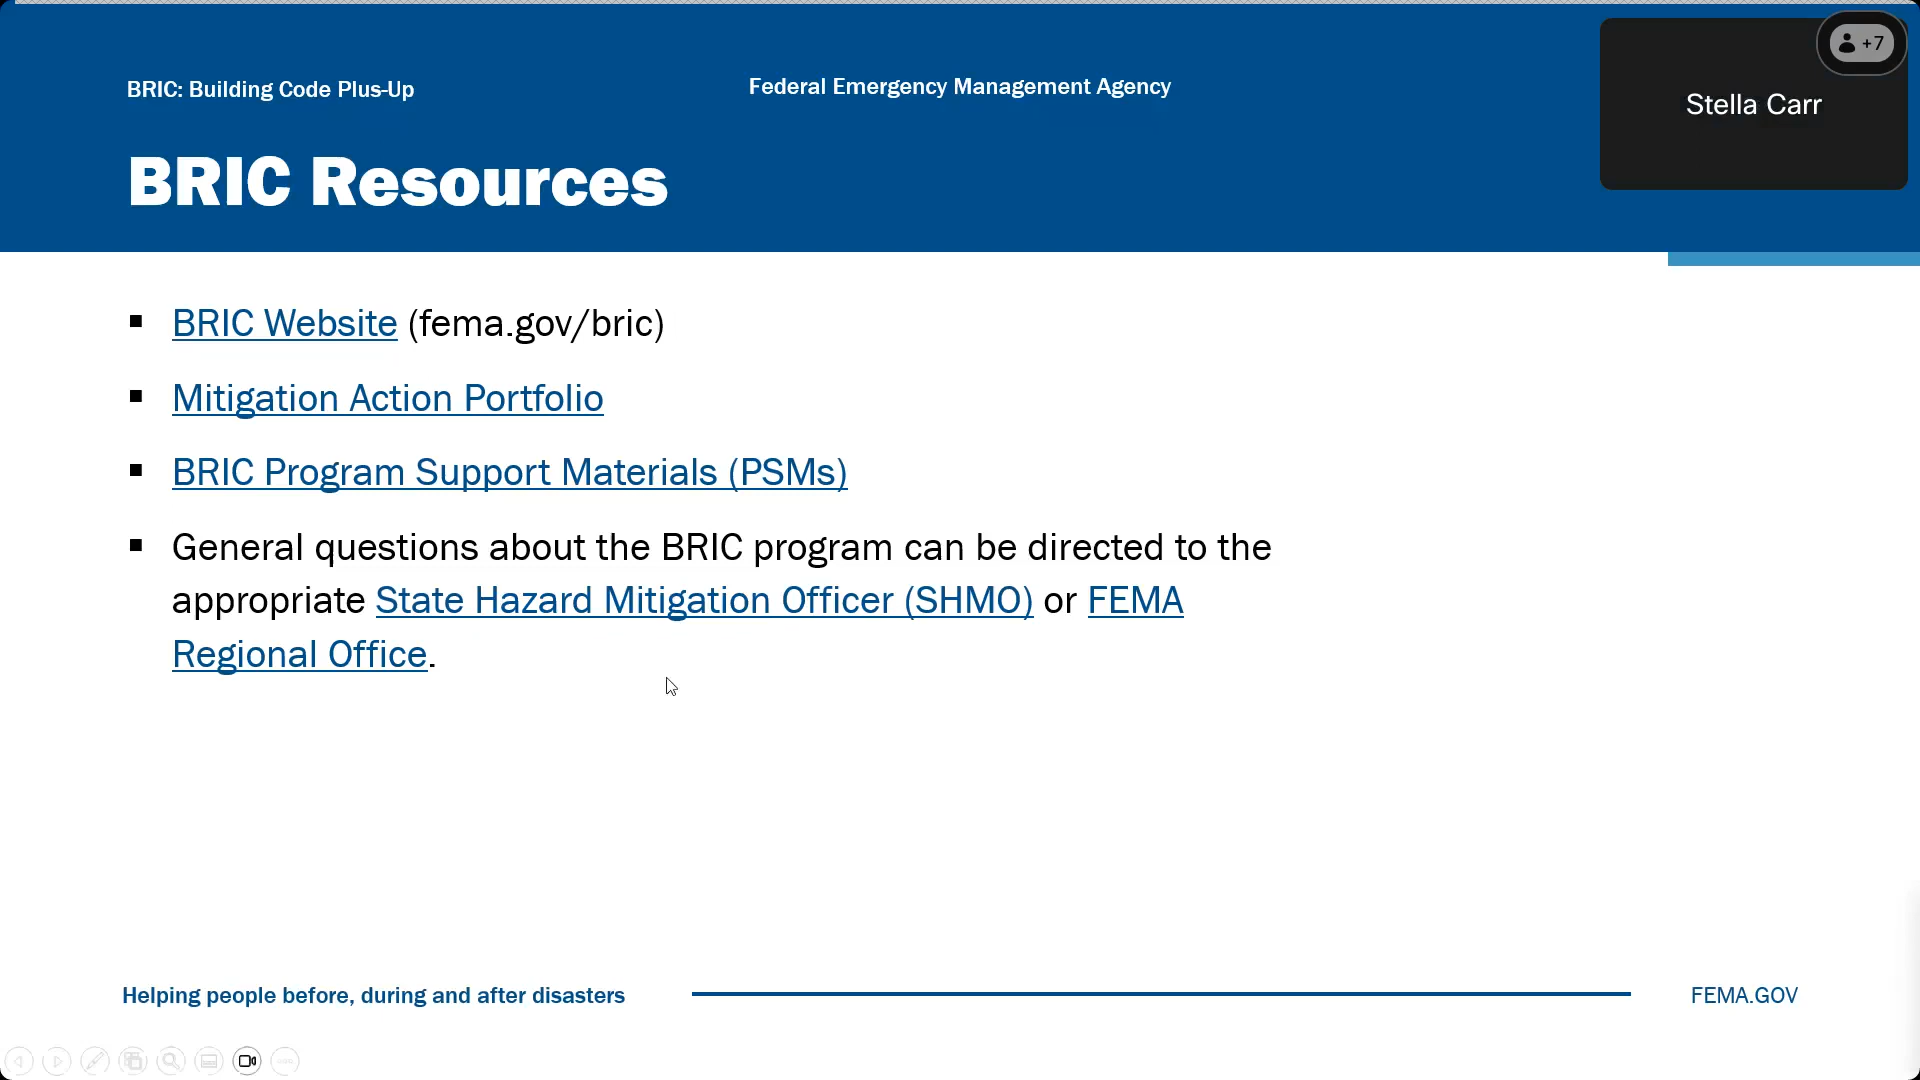 BRIC: Building Code Plus-Up
Federal Emergency Management Agency
+7
Stella Carr
BRIC Resources
▪ BRIC Website (fema.gov/bric)
▪ Mitigation Action Portfolio
▪ BRIC Program Support Materials (PSMs)
▪ General questions about the BRIC program can be directed to the
appropriate State Hazard Mitigation Officer (SHMO) or FEMA
Regional Office.
Helping people before, during and after disasters
FEMA.GOV